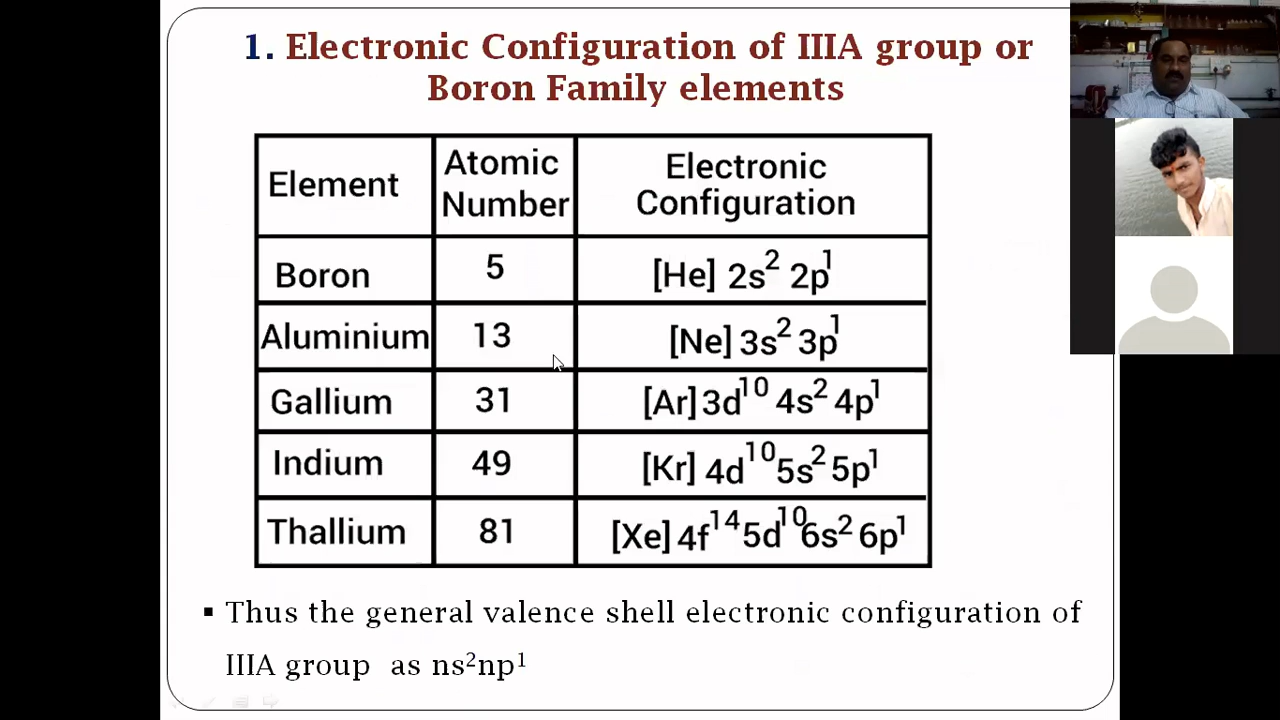 1. Electronic Configuration of IIIA group or
Boron Family elements
Element | Atomic Number | Electronic Configuration
Boron | 5 | [He] 2s² 2p¹
Aluminium | 13 | [Ne] 3s² 3p¹
Gallium | 31 | [Ar] 3d¹⁰ 4s² 4p¹
Indium | 49 | [Kr] 4d¹⁰ 5s² 5p¹
Thallium | 81 | [Xe] 4f¹⁴ 5d¹⁰ 6s² 6p¹
▪ Thus the general valence shell electronic configuration of
IIIA group as ns²np¹